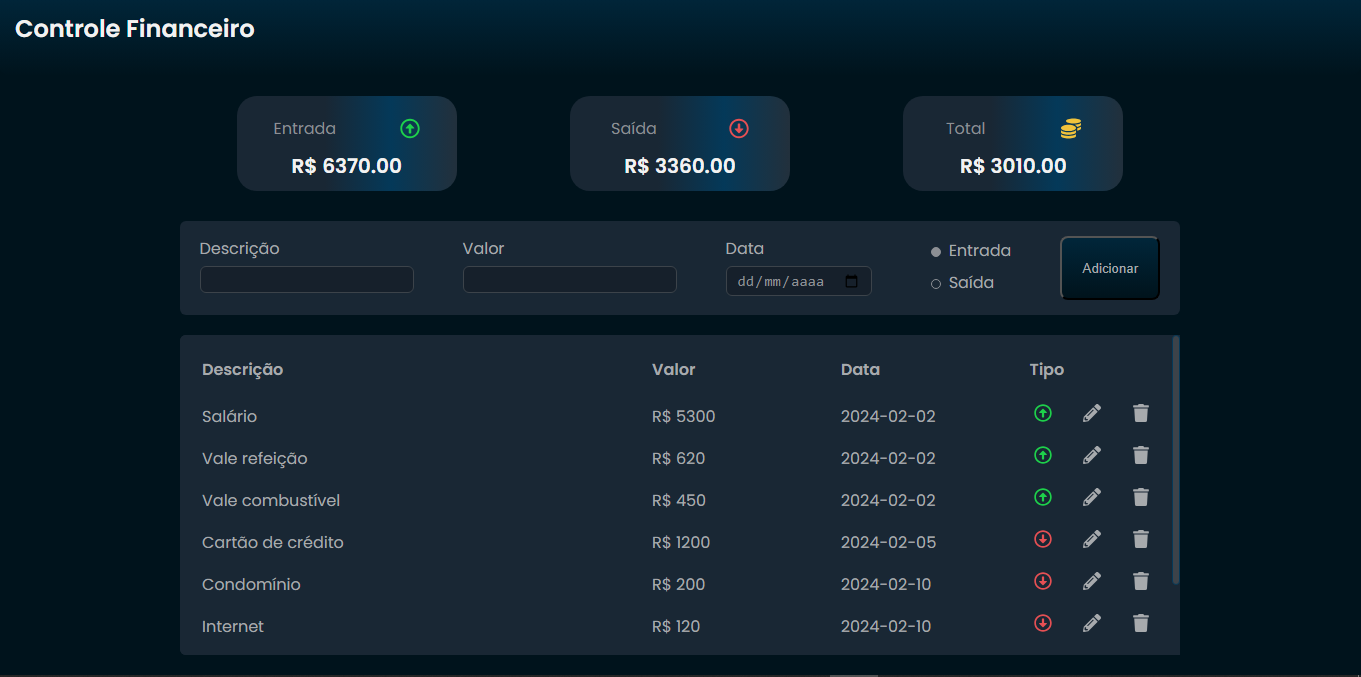 Controle Financeiro
Entrada Saída Total
R$ 6370.00 R$ 3360.00 R$ 3010.00
Descrição Valor Data
Entrada
dd/mm/aaaa
Saída
Adicionar
Descrição Valor Data Tipo
Salário R$ 5300 2024-02-02
Vale refeição R$ 620 2024-02-02
Vale combustível R$ 450 2024-02-02
Cartão de crédito R$ 1200 2024-02-05
Condomínio R$ 200 2024-02-10
Internet R$ 120 2024-02-10